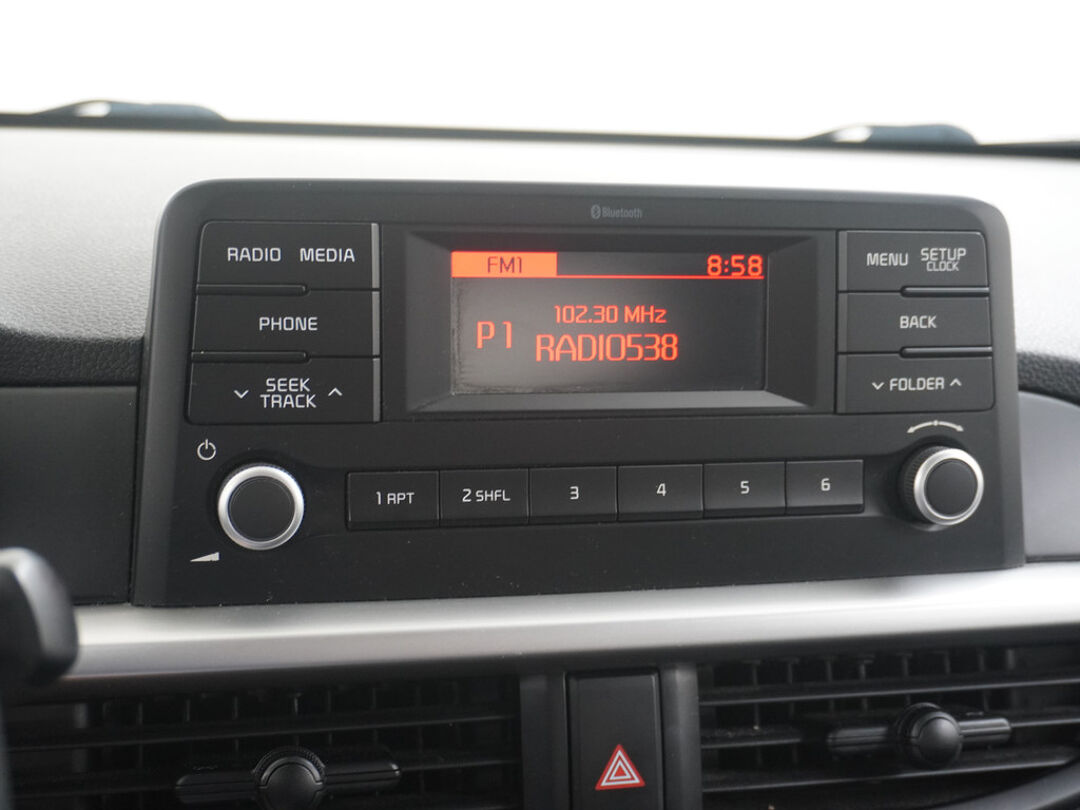 Bluetooth
RADIO MEDIA
PHONE
SEEK
TRACK
FM1 8:58
102.30 MHz
P1 RADIO538
MENU SETUP
CLOCK
BACK
FOLDER
1 RPT 2 SHFL 3 4 5 6